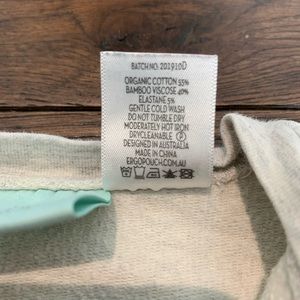 BATCH NO: 201910D
ORGANIC COTTON 55%
BAMBOO VISCOSE 40%
ELASTANE 5%
GENTLE COLD WASH
DO NOT TUMBLE DRY
MODERATELY HOT IRON
DRYCLEANABLE P
DESIGNED IN AUSTRALIA
MADE IN CHINA
ERGOPOUCH.COM.AU